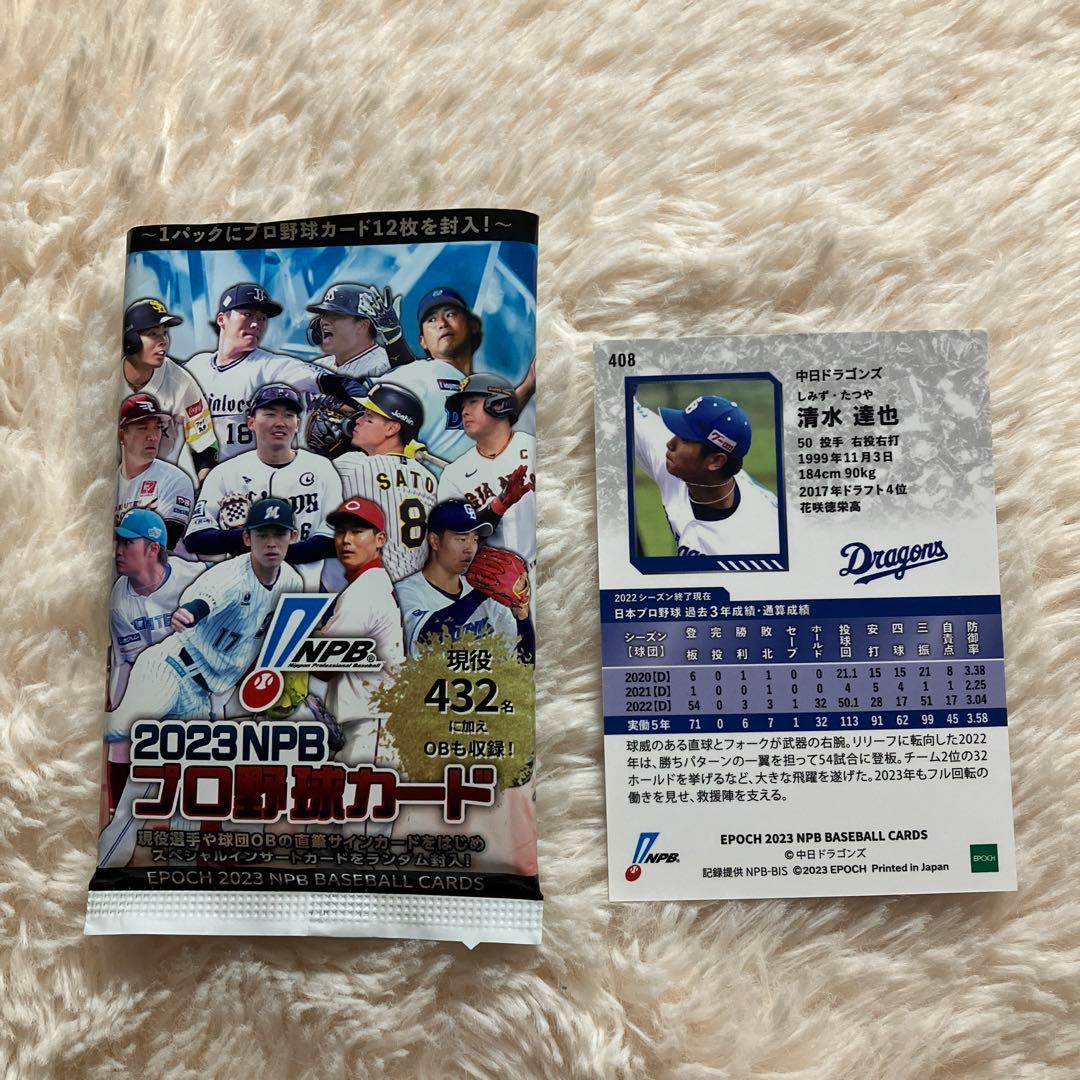 ~1パックにプロ野球カード12枚を封入!~
18
SATO
8
6
17
C
Joshin
NPB®
Nippon Professional Baseball
現役
432名
に加え
OBも収録!
2023NPB
プロ野球カード
現役選手や球団OBの直筆サインカードをはじめ
スペシャルインサートカードをランダム封入!
EPOCH 2023 NPB BASEBALL CARDS
408
中日ドラゴンズ
しみず・たつや
清水 達也
50 投手 右投右打
1999年11月3日
184cm 90kg
2017年ドラフト4位
花咲徳栄高
Dragons
2022シーズン終了現在
日本プロ野球 過去3年成績・通算成績
シーズン【球団】 登板 完投 勝利 敗北 セーブ ホールド 投球回 安打 四球 三振 自責点 防御率
2020[D] 6 0 1 1 0 0 21.1 15 15 21 8 3.38
2021[D] 1 0 0 1 0 0 4 5 4 1 1 2.25
2022[D] 54 0 3 3 1 32 50.1 28 17 51 17 3.04
実働5年 71 0 6 7 1 32 113 91 62 99 45 3.58
球威のある直球とフォークが武器の右腕。リリーフに転向した2022
年は、勝ちパターンの一翼を担って54試合に登板。チーム2位の32
ホールドを挙げるなど、大きな飛躍を遂げた。2023年もフル回転の
働きを見せ、救援陣を支える。
NPB®
EPOCH 2023 NPB BASEBALL CARDS
© 中日ドラゴンズ
記録提供 NPB-BIS ©2023 EPOCH Printed in Japan
EPOCH